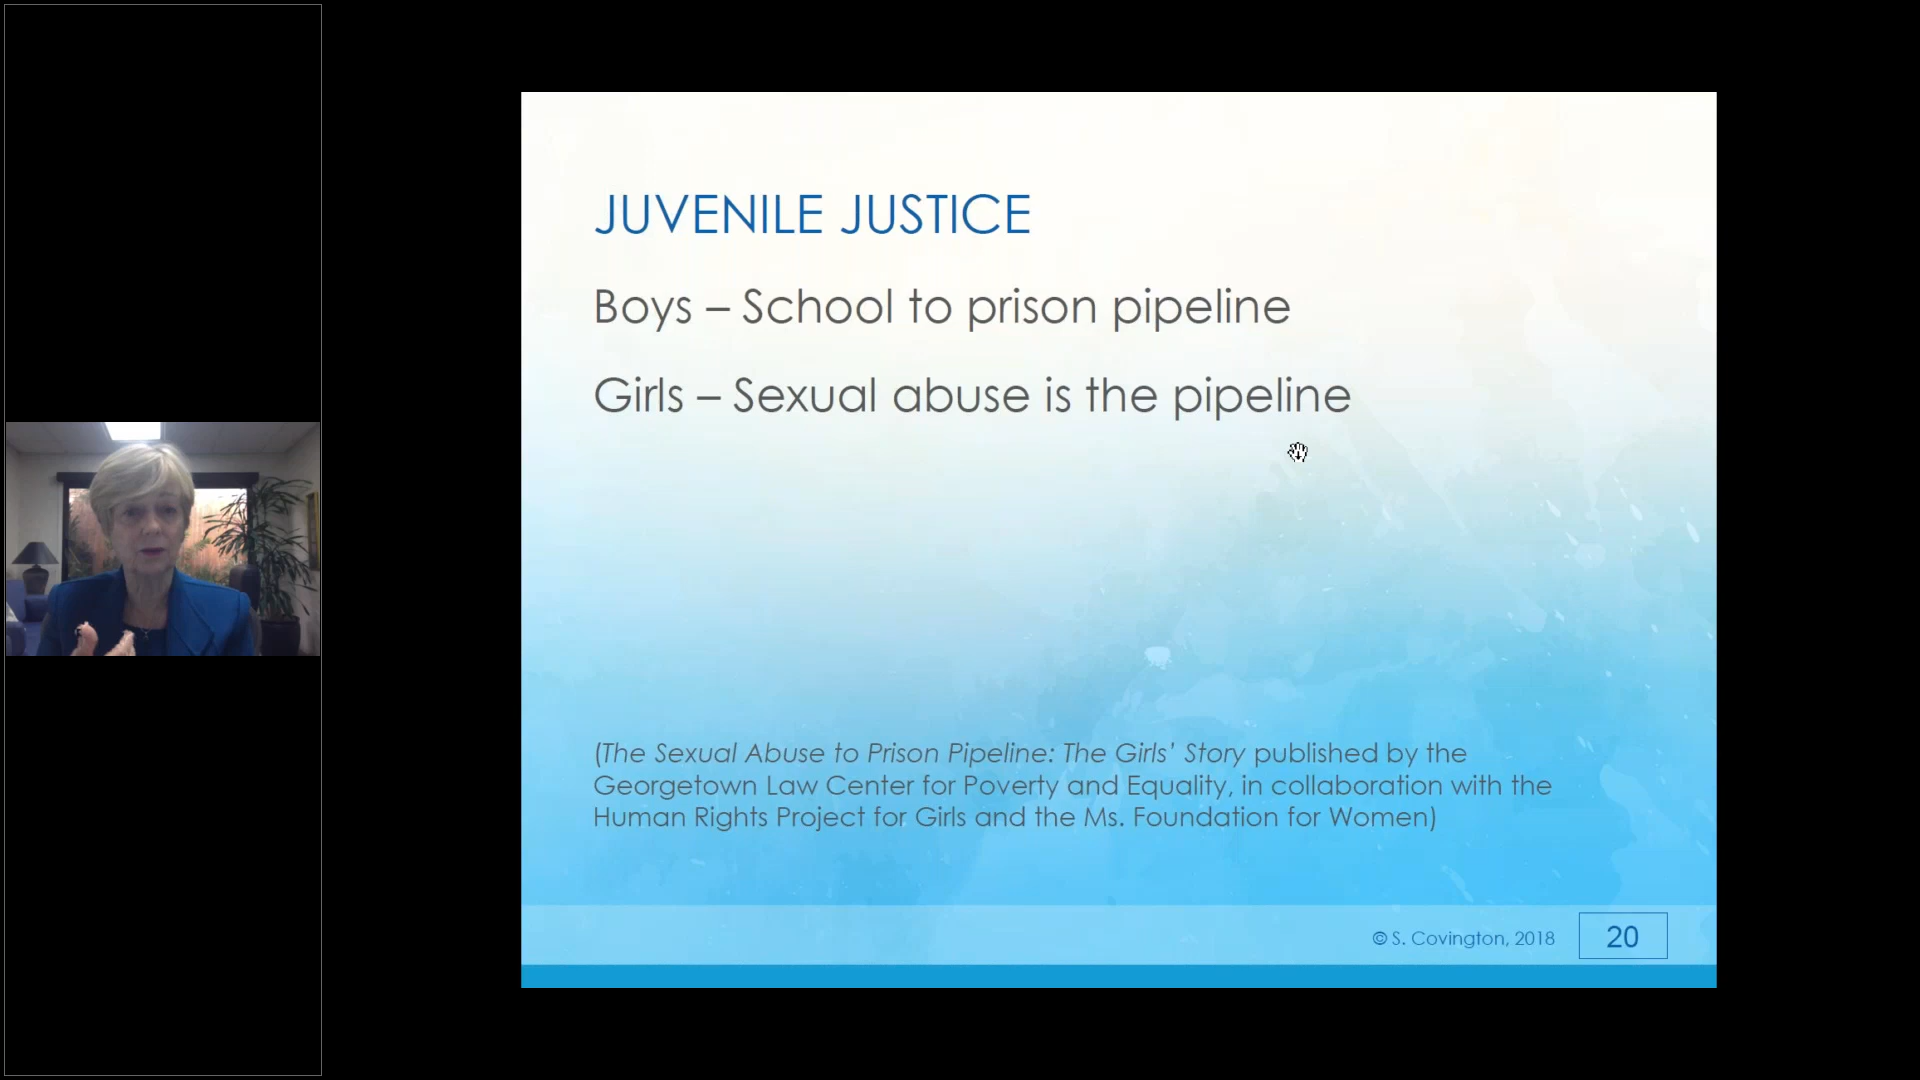 JUVENILE JUSTICE
Boys – School to prison pipeline
Girls – Sexual abuse is the pipeline
(The Sexual Abuse to Prison Pipeline: The Girls’ Story published by the
Georgetown Law Center for Poverty and Equality, in collaboration with the
Human Rights Project for Girls and the Ms. Foundation for Women)
© S. Covington, 2018
20